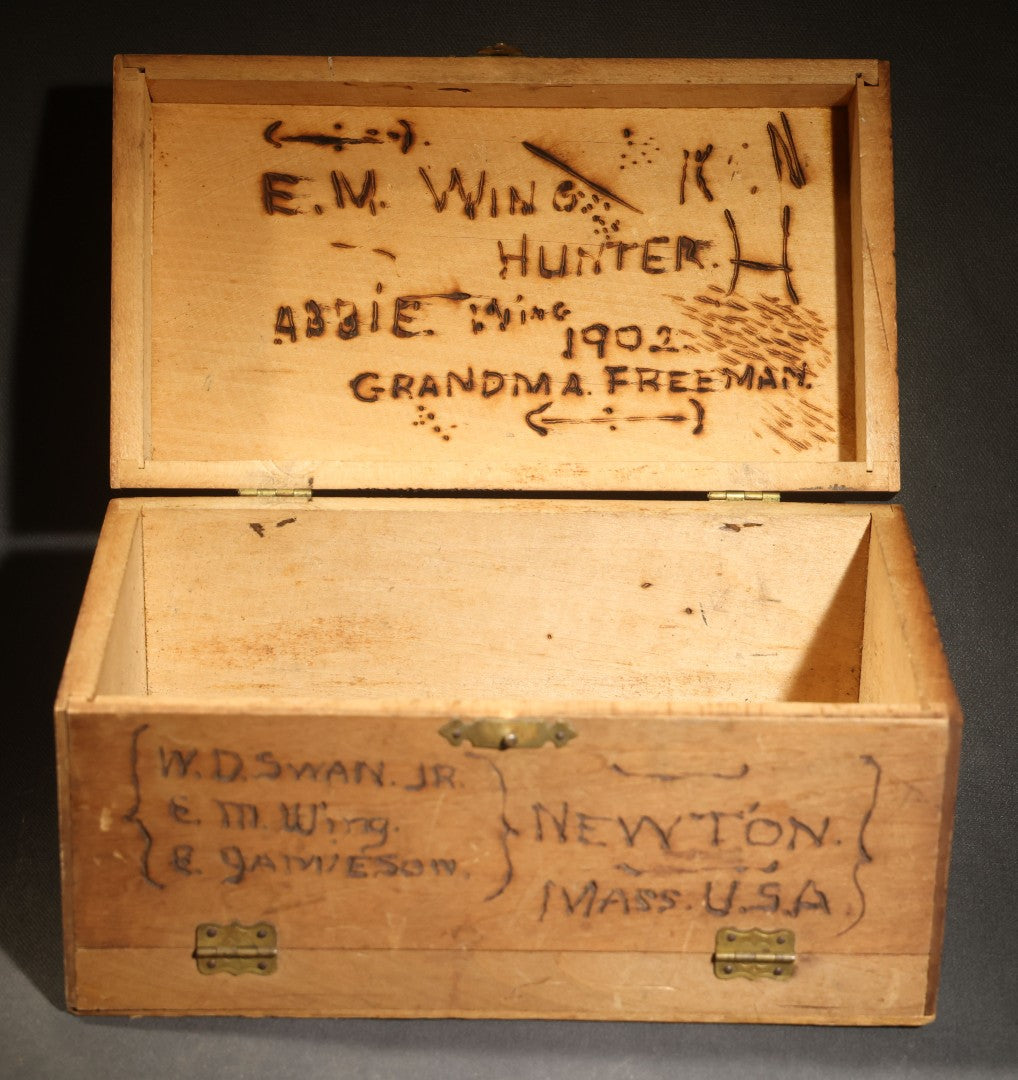 E.M. WING
K N
HUNTER. H
ABBIE. Wing
1902.
GRANDMA. FREEMAN.
W. D. SWAN. JR.
E. M. Wing.
E. JAMIESON.
NEWTON.
MASS. U.S.A